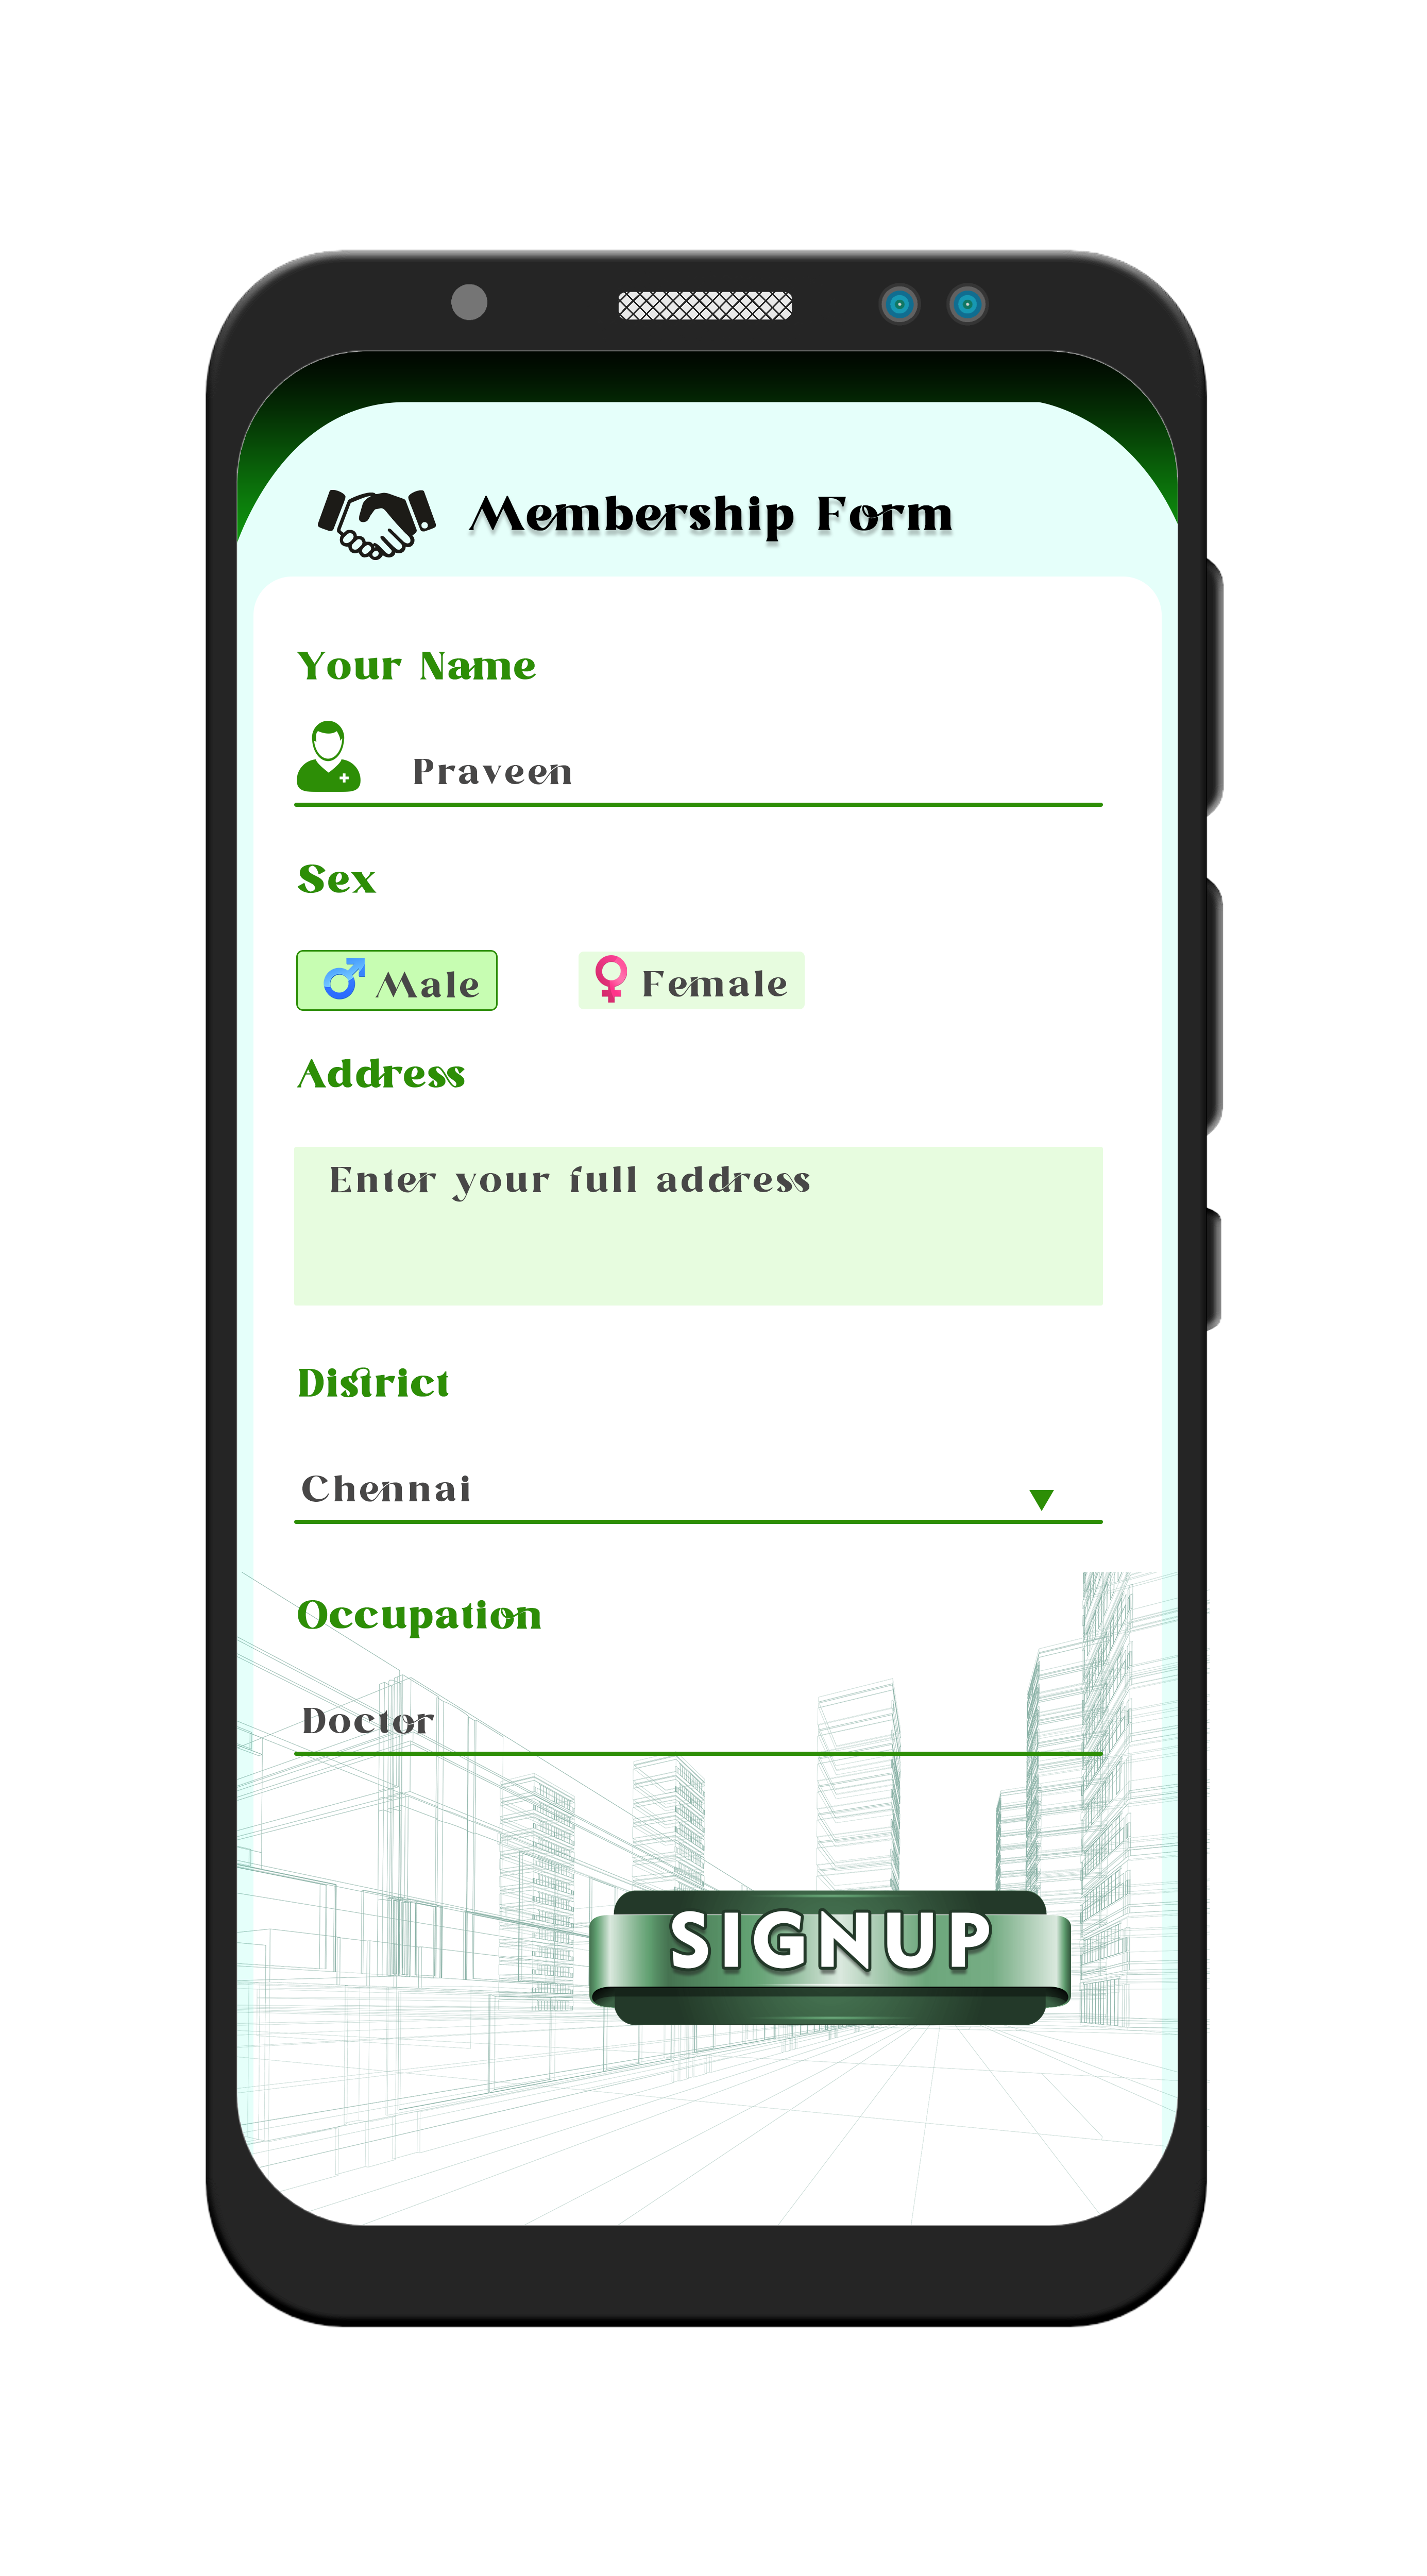 Membership Form
Your Name
Praveen
Sex
Male Female
Address
Enter your full address
District
Chennai
Occupation
Doctor
SIGNUP